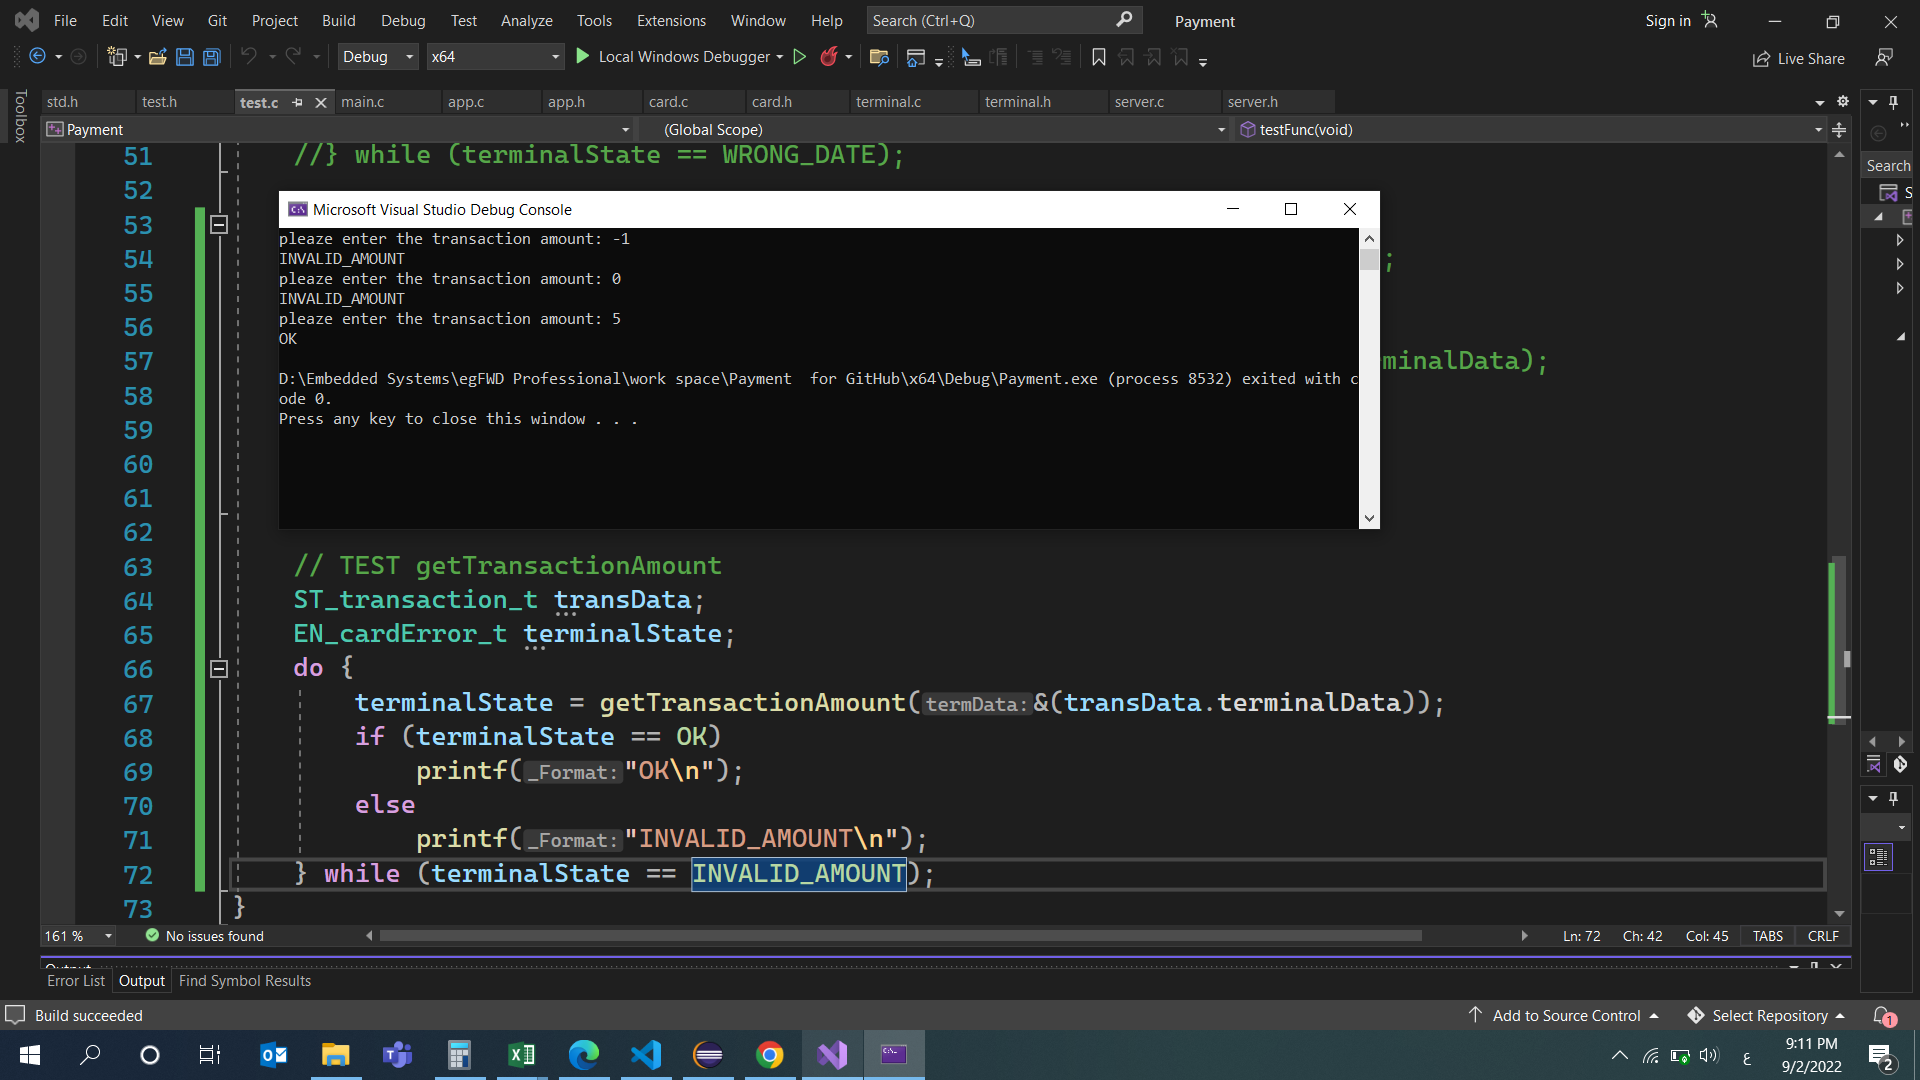 File Edit View Git Project Build Debug Test Analyze Tools Extensions Window Help Search (Ctrl+Q) Payment Sign in
Debug x64 Local Windows Debugger Live Share
Toolbox
std.h test.h test.c main.c app.c app.h card.c card.h terminal.c terminal.h server.c server.h
Payment (Global Scope) testFunc(void)
Search
S
51 //} while (terminalState == WRONG_DATE);
52
Microsoft Visual Studio Debug Console
pleaze enter the transaction amount: -1
INVALID_AMOUNT
pleaze enter the transaction amount: 0
INVALID_AMOUNT
pleaze enter the transaction amount: 5
OK
D:\Embedded Systems\egFWD Professional\work space\Payment  for GitHub\x64\Debug\Payment.exe (process 8532) exited with c
ode 0.
Press any key to close this window . . .
53
54 ;
55
56
57 minalData);
58
59
60
61
62
63 // TEST getTransactionAmount
64 ST_transaction_t transData;
65 EN_cardError_t terminalState;
66 do {
67 terminalState = getTransactionAmount(termData:&(transData.terminalData));
68 if (terminalState == OK)
69 printf(_Format:"OK\n");
70 else
71 printf(_Format:"INVALID_AMOUNT\n");
72 } while (terminalState == INVALID_AMOUNT);
73 }
161 % No issues found Ln: 72 Ch: 42 Col: 45 TABS CRLF
Output
Error List Output Find Symbol Results
Build succeeded Add to Source Control Select Repository 1
ع 9:11 PM
9/2/2022 2